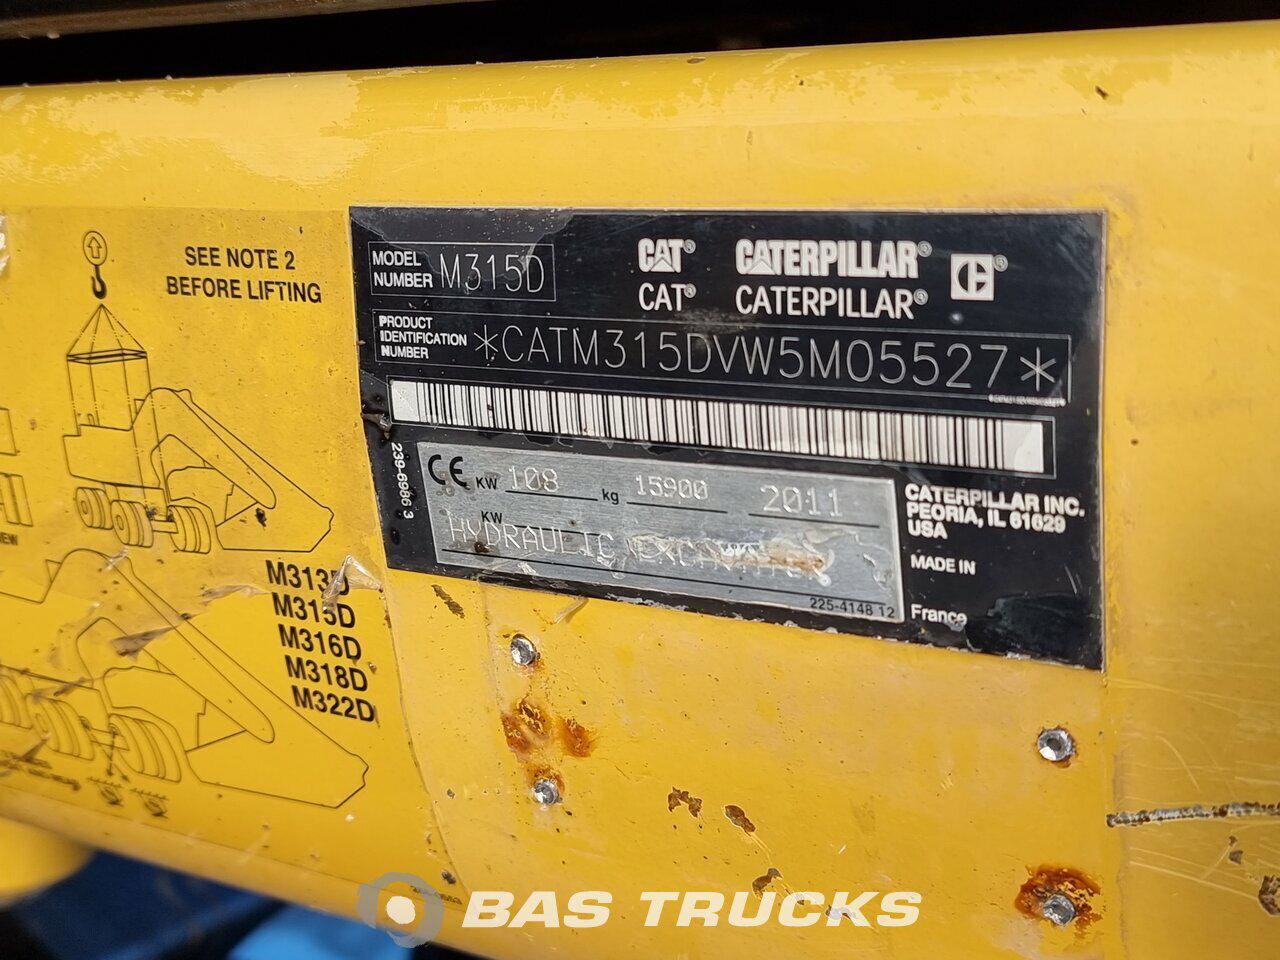 SEE NOTE 2
BEFORE LIFTING
M313D
M315D
M316D
M318D
M322D
MODEL
NUMBER M315D
CAT® CATERPILLAR®
CAT® CATERPILLAR®
PRODUCT
IDENTIFICATION
NUMBER
*CATM315DVW5M05527*
239-6986 3
CE KW 108 kg 15900 2011
KW
HYDRAULIC EXCAVATOR
225-4148 12
CATERPILLAR INC.
PEORIA, IL 61629
USA
MADE IN
France
BAS TRUCKS